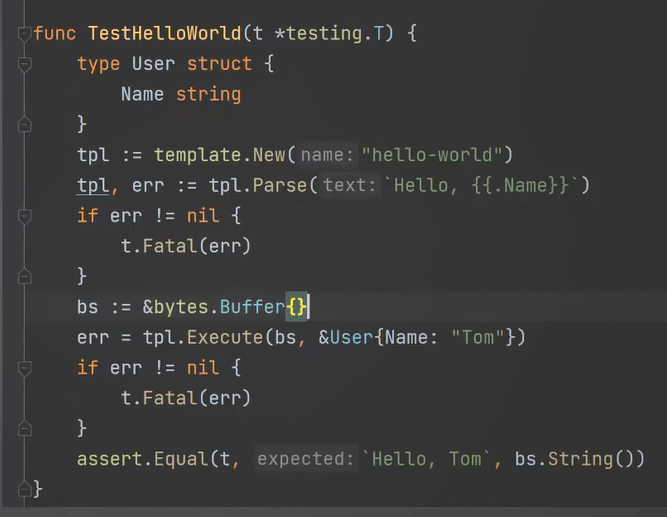 func TestHelloWorld(t *testing.T) {
    type User struct {
        Name string
    }
    tpl := template.New( name: "hello-world")
    tpl, err := tpl.Parse( text: `Hello, {{.Name}}`)
    if err != nil {
        t.Fatal(err)
    }
    bs := &bytes.Buffer{}
    err = tpl.Execute(bs, &User{Name: "Tom"})
    if err != nil {
        t.Fatal(err)
    }
    assert.Equal(t, expected: `Hello, Tom`, bs.String())
}